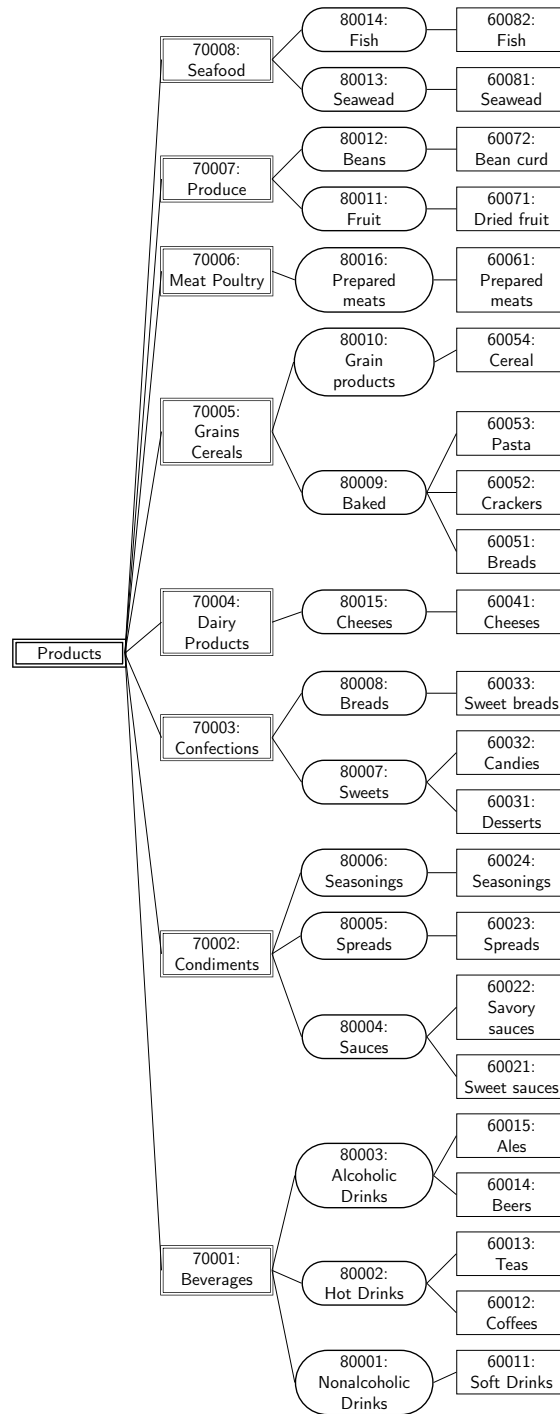 80014:
Fish
60082:
Fish
70008:
Seafood
80013:
Seawead
60081:
Seawead
80012:
Beans
60072:
Bean curd
70007:
Produce
80011:
Fruit
60071:
Dried fruit
70006:
Meat Poultry
80016:
Prepared
meats
60061:
Prepared
meats
80010:
Grain
products
60054:
Cereal
70005:
Grains
Cereals
60053:
Pasta
80009:
Baked
60052:
Crackers
60051:
Breads
70004:
Dairy
Products
80015:
Cheeses
60041:
Cheeses
Products
80008:
Breads
60033:
Sweet breads
70003:
Confections
60032:
Candies
80007:
Sweets
60031:
Desserts
80006:
Seasonings
60024:
Seasonings
70002:
Condiments
80005:
Spreads
60023:
Spreads
60022:
Savory
sauces
80004:
Sauces
60021:
Sweet sauces
80003:
Alcoholic
Drinks
60015:
Ales
60014:
Beers
70001:
Beverages
80002:
Hot Drinks
60013:
Teas
60012:
Coffees
80001:
Nonalcoholic
Drinks
60011:
Soft Drinks